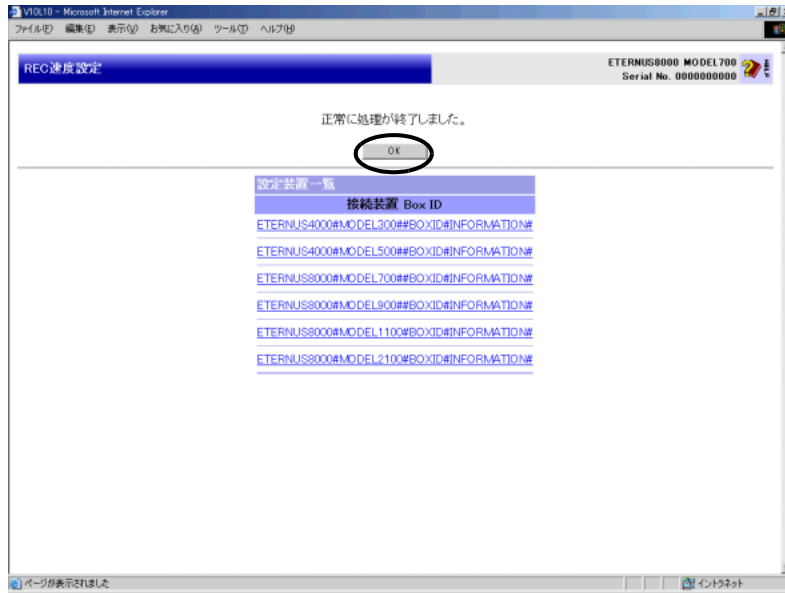 V10L10 - Microsoft Internet Explorer
ファイル(F) 編集(E) 表示(V) お気に入り(A) ツール(T) ヘルプ(H)
REC速度設定
ETERNUS8000 MODEL700
Serial No. 0000000000
HELP
正常に処理が終了しました。
OK
設定装置一覧
接続装置 Box ID
ETERNUS4000#MODEL300##BOXID#INFORMATION#
ETERNUS4000#MODEL500##BOXID#INFORMATION#
ETERNUS8000#MODEL700##BOXID#INFORMATION#
ETERNUS8000#MODEL900##BOXID#INFORMATION#
ETERNUS8000#MODEL1100#BOXID#INFORMATION#
ETERNUS8000#MODEL2100#BOXID#INFORMATION#
ページが表示されました
イントラネット